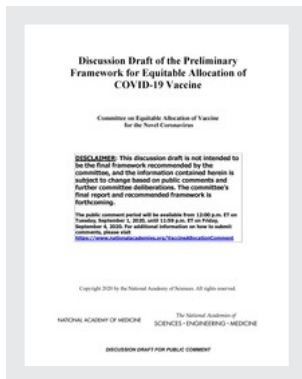 Discussion Draft of the Preliminary
Framework for Equitable Allocation of
COVID-19 Vaccine
Committee on Equitable Allocation of Vaccine
for the Novel Coronavirus
DISCLAIMER: This discussion draft is not intended to
be the final framework recommended by the
committee, and the information contained herein is
subject to change based on public comments and
further committee deliberations. The committee's
final report and recommended framework is
forthcoming.
The public comment period will be available from 12:00 p.m. ET on
Tuesday, September 1, 2020, until 11:59 p.m. ET on Friday,
September 4, 2020. For additional information on how to submit
comments, please visit
https://www.nationalacademies.org/VaccineAllocationComment
Copyright 2020 by the National Academy of Sciences. All rights reserved.
NATIONAL ACADEMY OF MEDICINE
The National Academies of
SCIENCES • ENGINEERING • MEDICINE
DISCUSSION DRAFT FOR PUBLIC COMMENT